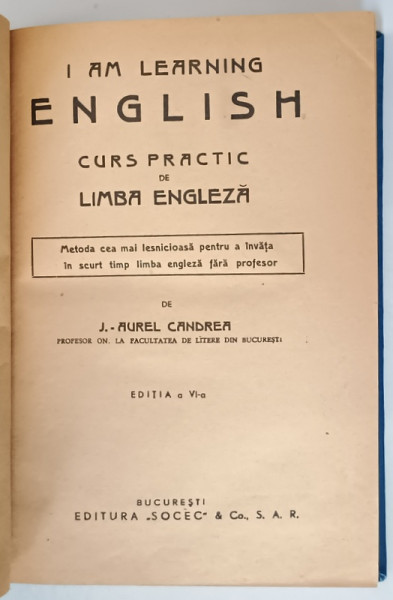 I AM LEARNING
ENGLISH
CURS PRACTIC
DE
LIMBA ENGLEZĂ
Metoda cea mai lesnicioasă pentru a învăța
în scurt timp limba engleză fără profesor
DE
J.-AUREL CANDREA
PROFESOR ON. LA FACULTATEA DE LITERE DIN BUCUREȘTI
EDIȚIA a VI-a
BUCUREȘTI
EDITURA „SOCEC" & Co., S. A. R.